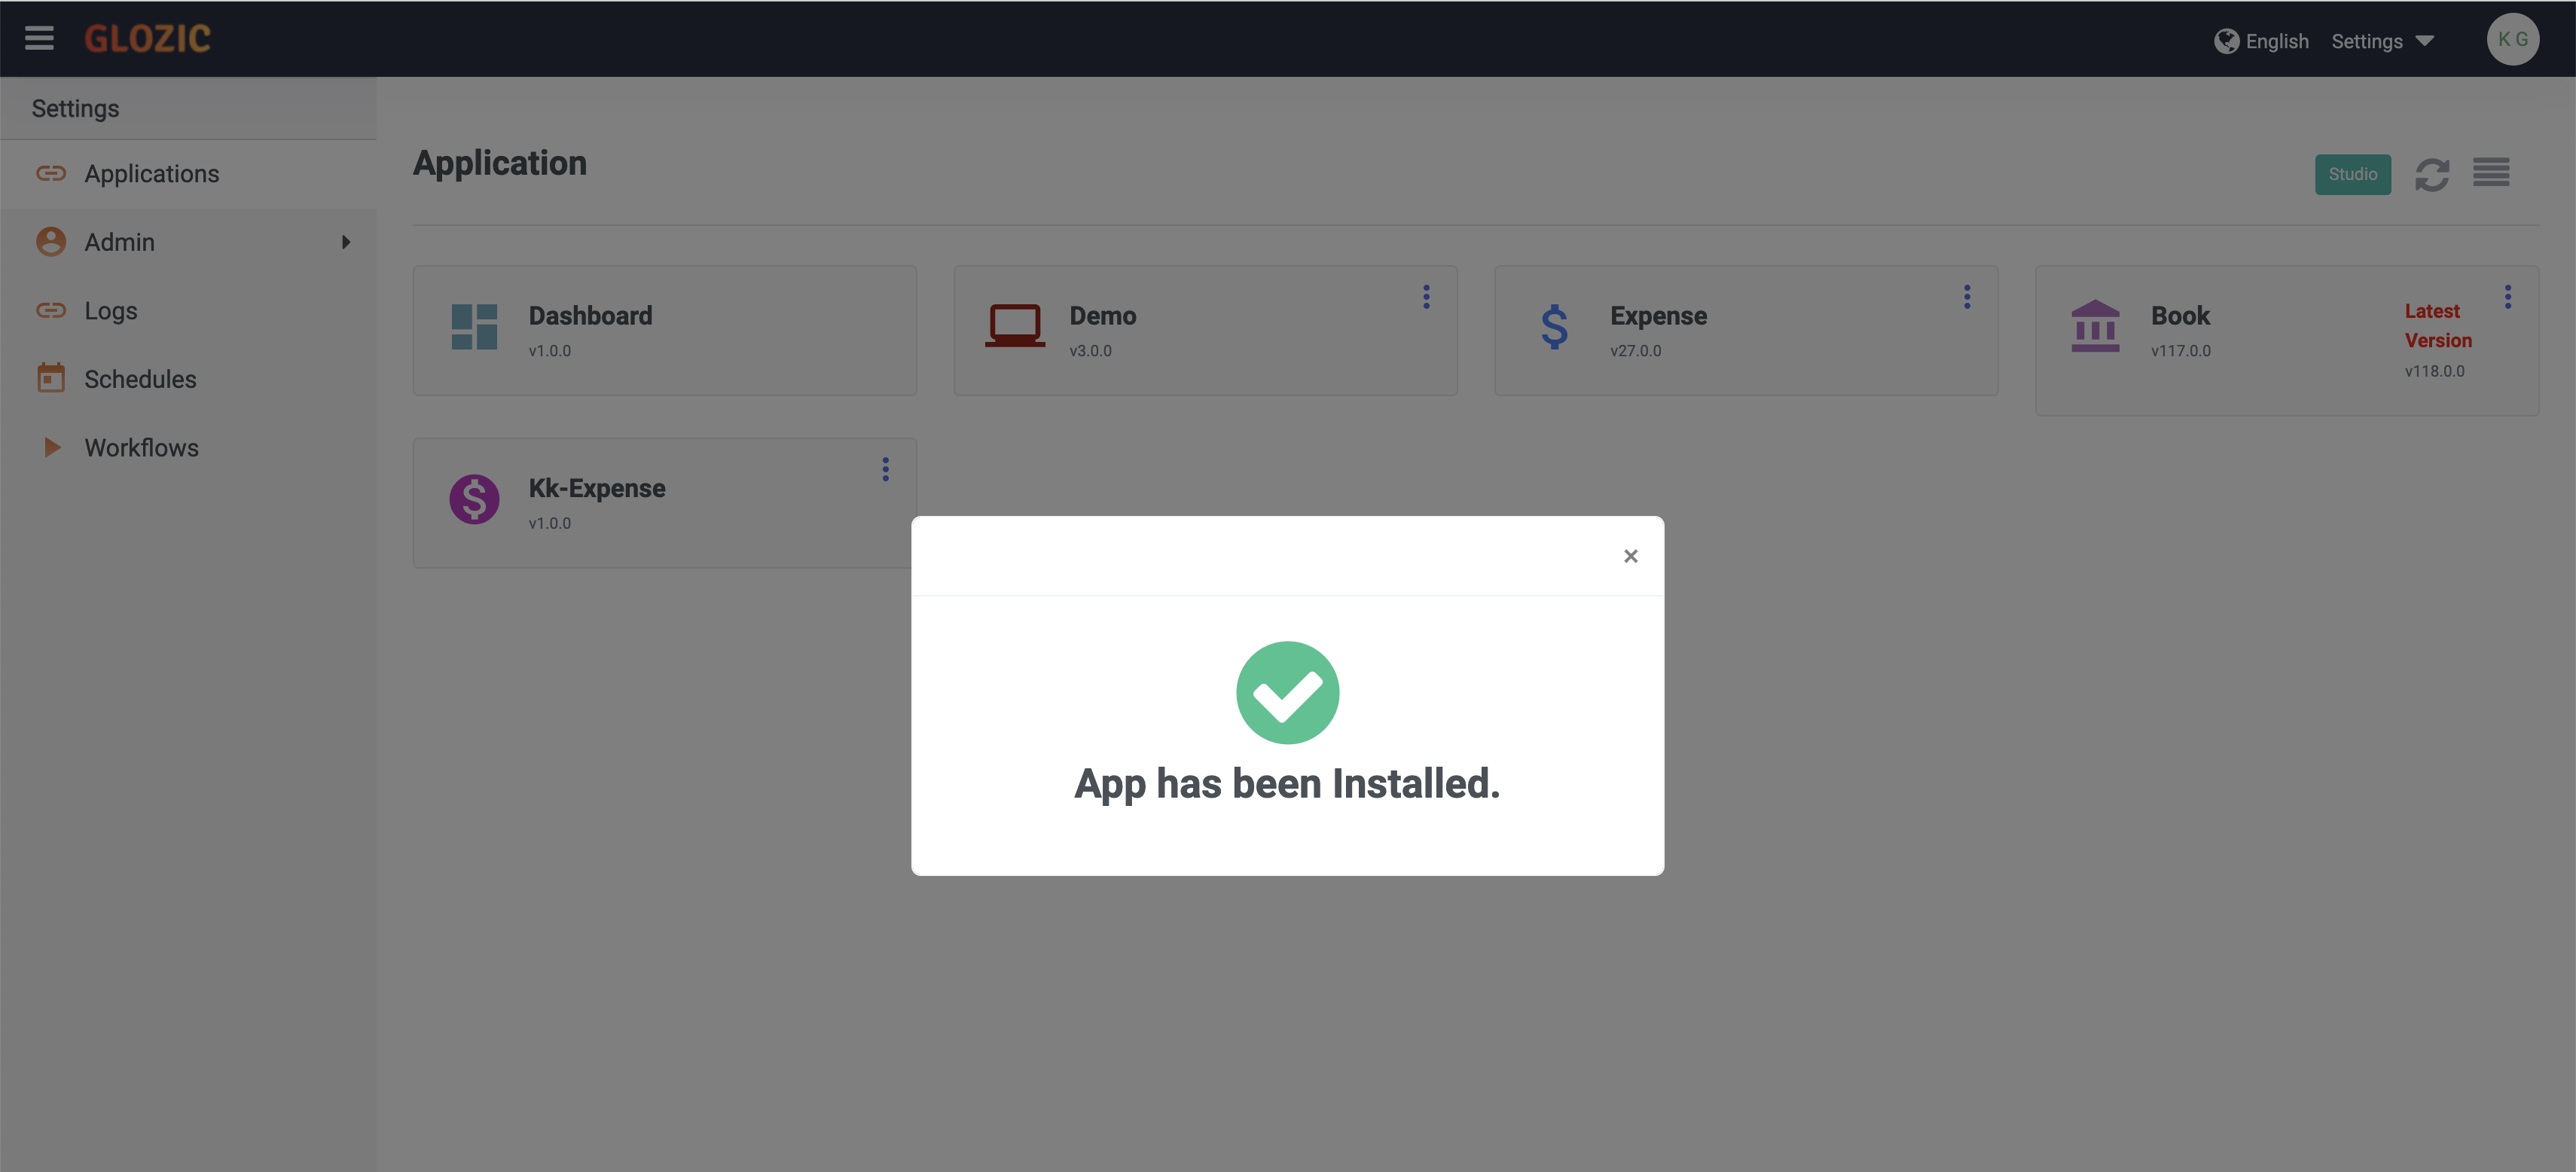 GLOZIC
English Settings
K G
Settings
Applications
Admin
Logs
Schedules
Workflows
Application
Studio
Dashboard
v1.0.0
Demo
v3.0.0
Expense
v27.0.0
Book
v117.0.0
Latest
Version
v118.0.0
Kk-Expense
v1.0.0
×
App has been Installed.